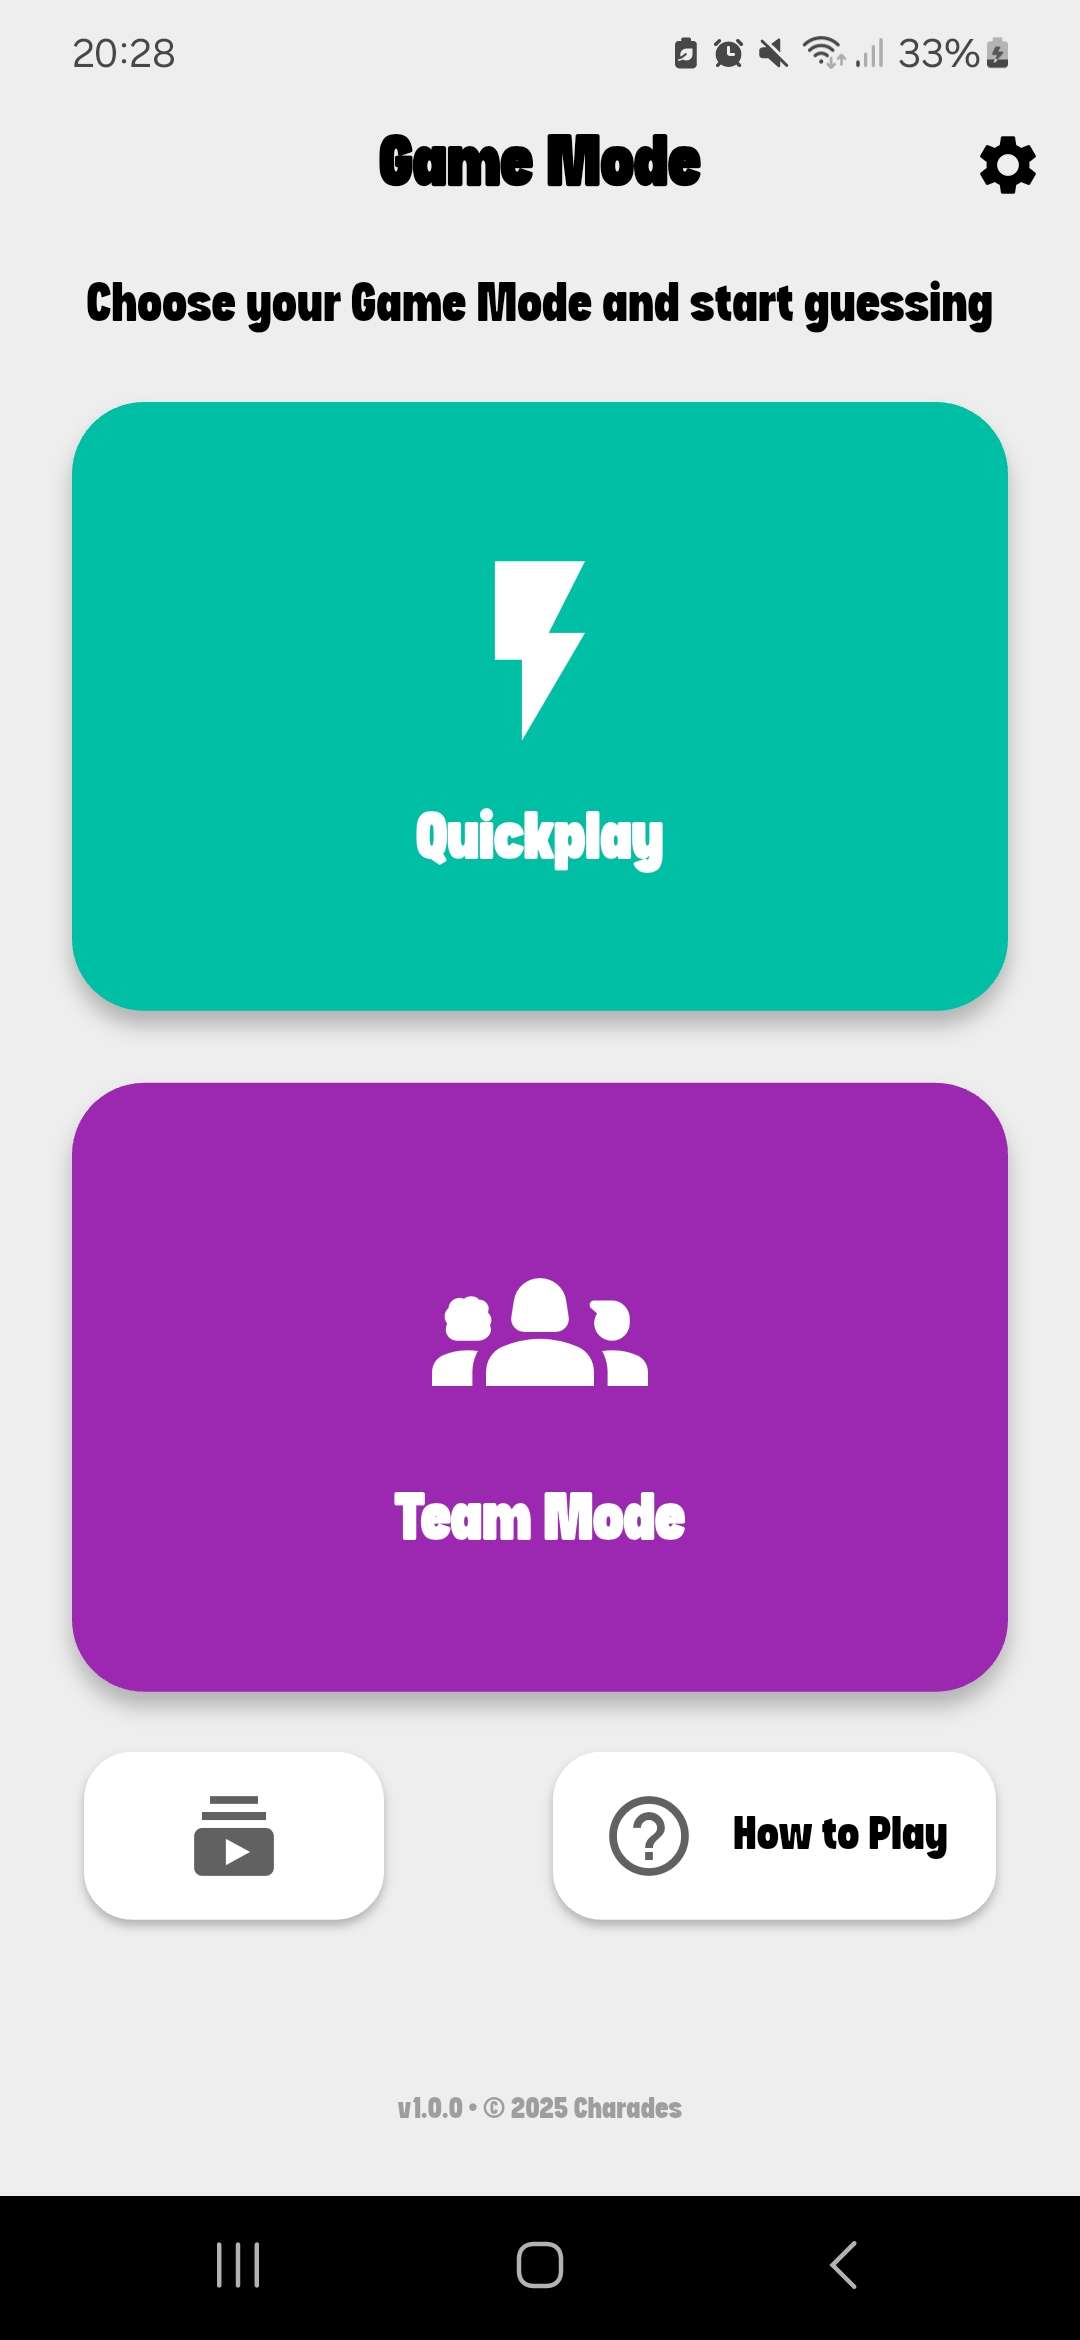 20:28
33%
Game Mode
Choose your Game Mode and start guessing
Quickplay
Team Mode
How to Play
v1.0.0 • © 2025 Charades